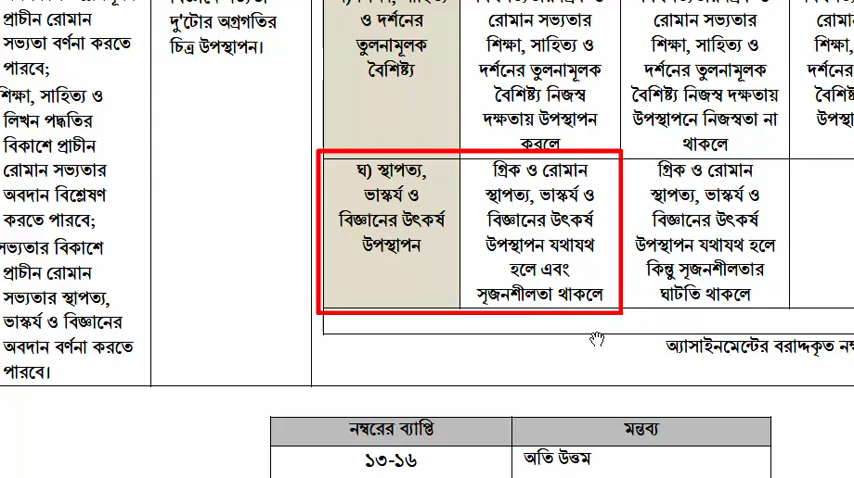 প্রাচীন রোমান
সভ্যতা বর্ণনা করতে
পারবে;
শিক্ষা, সাহিত্য ও
লিখন পদ্ধতির
বিকাশে প্রাচীন
রোমান সভ্যতার
অবদান বিশ্লেষণ
করতে পারবে;
সভ্যতার বিকাশে
প্রাচীন রোমান
সভ্যতার স্থাপত্য,
ভাস্কর্য ও বিজ্ঞানের
অবদান বর্ণনা করতে
পারবে।
দু'টোর অগ্রগতির
চিত্র উপস্থাপন।
ও দর্শনের
তুলনামূলক
বৈশিষ্ট্য
রোমান সভ্যতার
শিক্ষা, সাহিত্য ও
দর্শনের তুলনামূলক
বৈশিষ্ট্য নিজস্ব
দক্ষতায় উপস্থাপন
করলে
রোমান সভ্যতার
শিক্ষা, সাহিত্য ও
দর্শনের তুলনামূলক
বৈশিষ্ট্য নিজস্ব দক্ষতায়
উপস্থাপনে নিজস্বতা না
থাকলে
ঘ) স্থাপত্য,
ভাস্কর্য ও
বিজ্ঞানের উৎকর্ষ
উপস্থাপন
গ্রিক ও রোমান
স্থাপত্য, ভাস্কর্য ও
বিজ্ঞানের উৎকর্ষ
উপস্থাপন যথাযথ
হলে এবং
সৃজনশীলতা থাকলে
গ্রিক ও রোমান
স্থাপত্য, ভাস্কর্য ও
বিজ্ঞানের উৎকর্ষ
উপস্থাপন যথাযথ হলে
কিন্তু সৃজনশীলতার
ঘাটতি থাকলে
অ্যাসাইনমেন্টের বরাদ্দকৃত
নম্বরের ব্যাপ্তি
মন্তব্য
১৩-১৬
অতি উত্তম